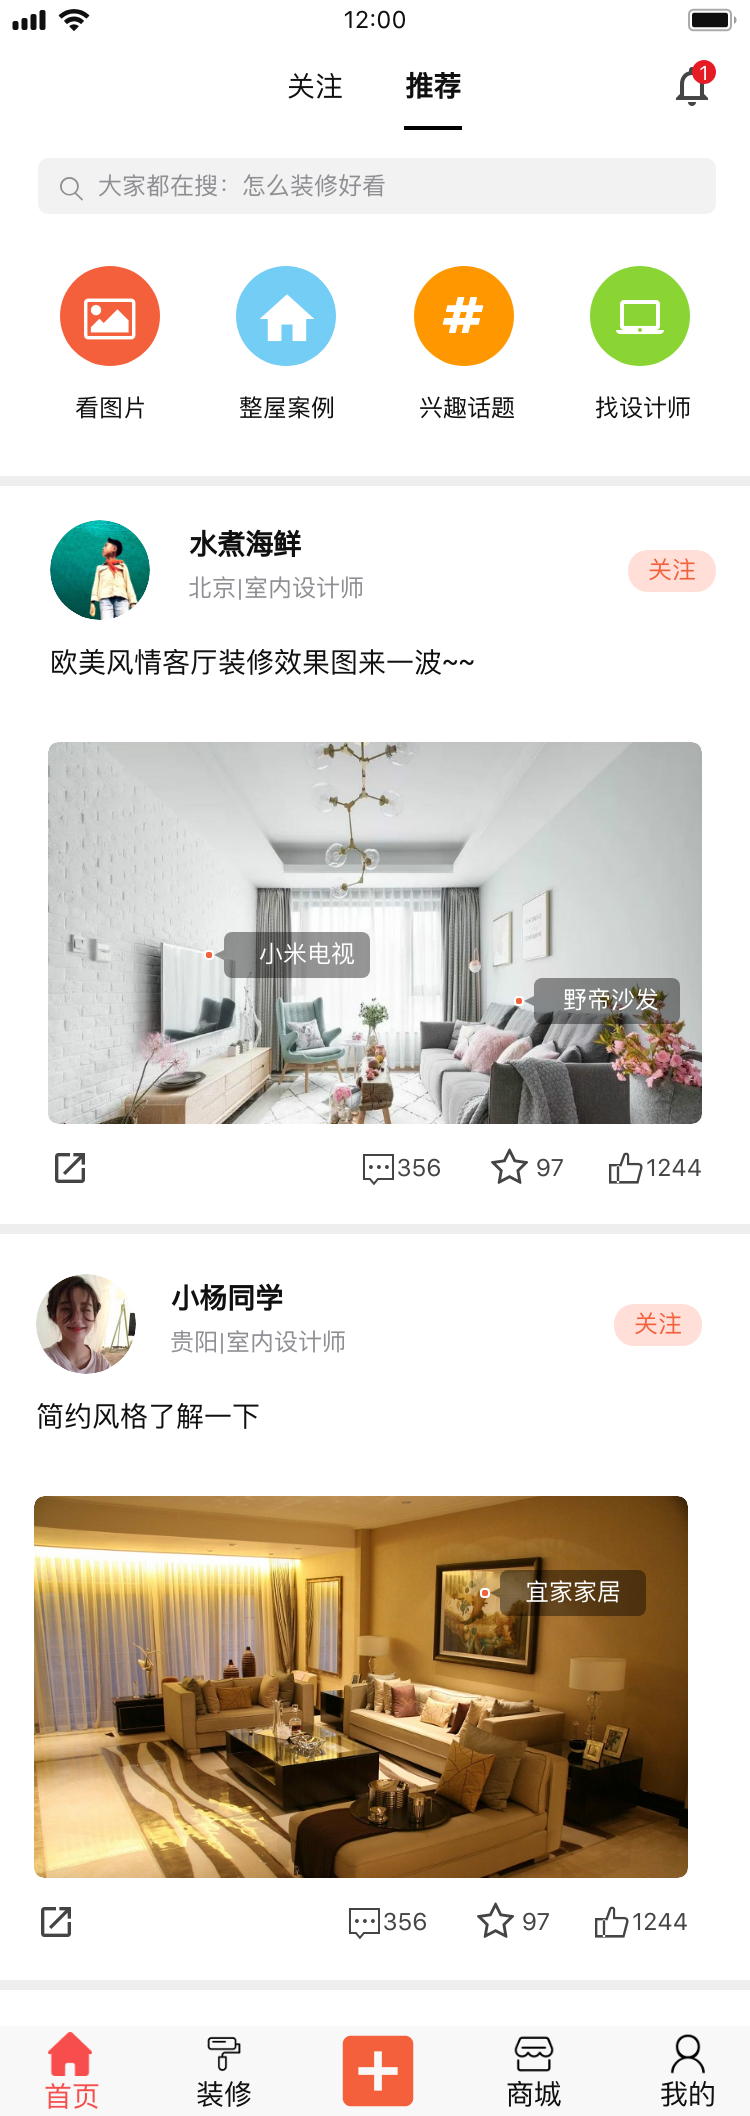 12:00
关注 推荐
1
大家都在搜：怎么装修好看
看图片 整屋案例 兴趣话题 找设计师
水煮海鲜
北京|室内设计师
关注
欧美风情客厅装修效果图来一波~~
小米电视
野帝沙发
356 97 1244
小杨同学
贵阳|室内设计师
关注
简约风格了解一下
宜家家居
356 97 1244
首页 装修 商城 我的